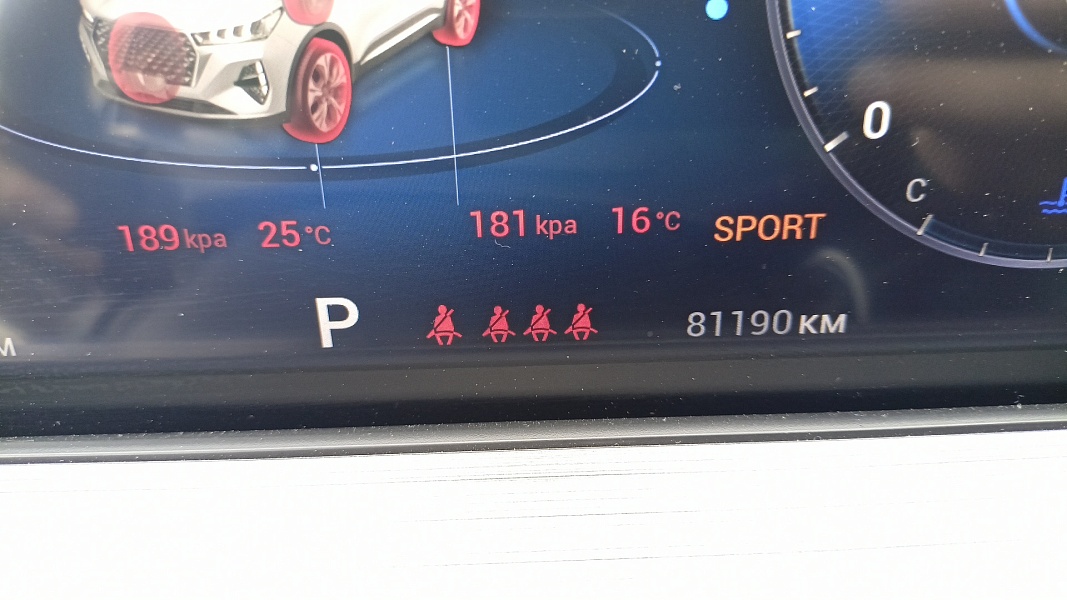 0
C
189 kpa 25 °C 181 kpa 16 °C SPORT
P 81190 км